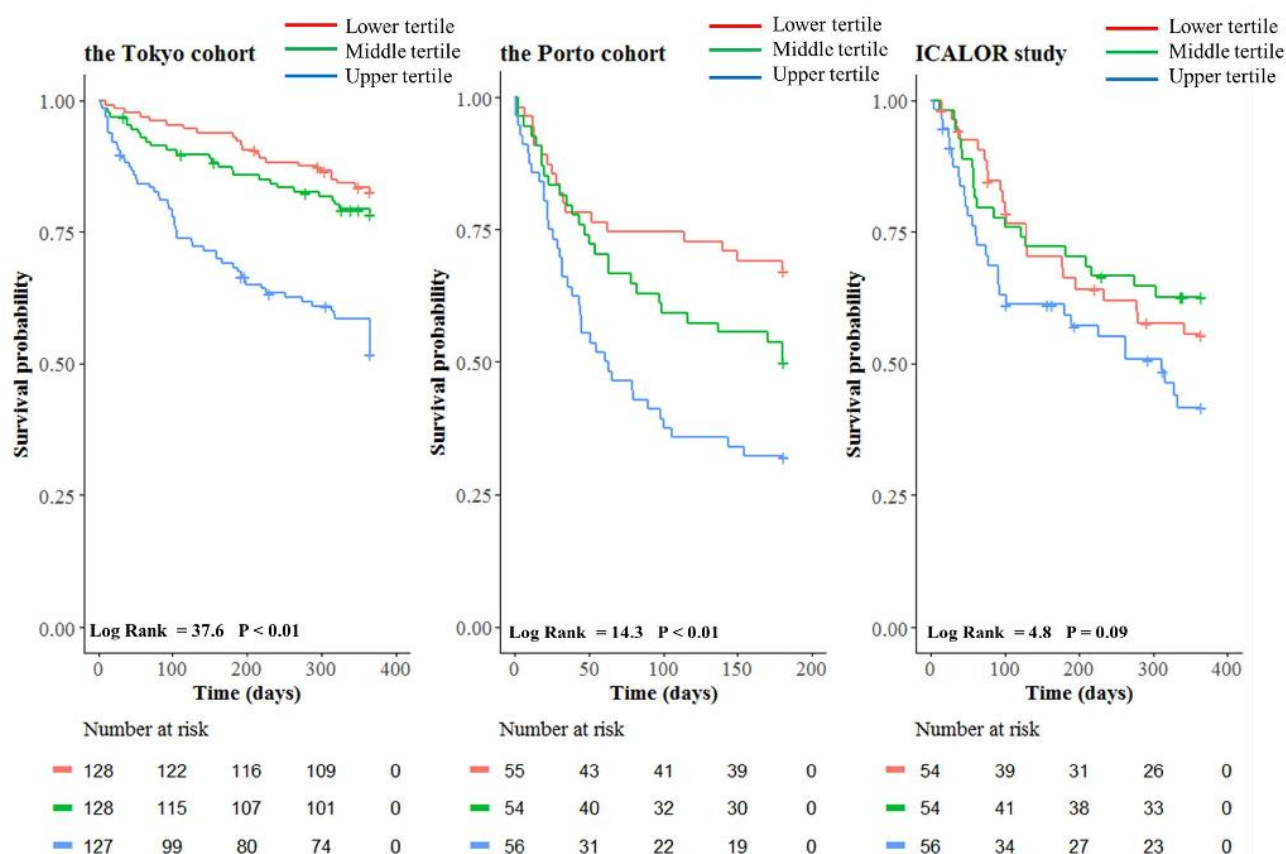 the Tokyo cohort
Lower tertile
Middle tertile
Upper tertile
Survival probability
1.00
0.75
0.50
0.25
0.00
Log Rank = 37.6 P < 0.01
0 100 200 300 400
Time (days)
Number at risk
128 122 116 109 0
128 115 107 101 0
127 99 80 74 0
the Porto cohort
Lower tertile
Middle tertile
Upper tertile
Survival probability
1.00
0.75
0.50
0.25
0.00
Log Rank = 14.3 P < 0.01
0 50 100 150 200
Time (days)
Number at risk
55 43 41 39 0
54 40 32 30 0
56 31 22 19 0
ICALOR study
Lower tertile
Middle tertile
Upper tertile
Survival probability
1.00
0.75
0.50
0.25
0.00
Log Rank = 4.8 P = 0.09
0 100 200 300 400
Time (days)
Number at risk
54 39 31 26 0
54 41 38 33 0
56 34 27 23 0